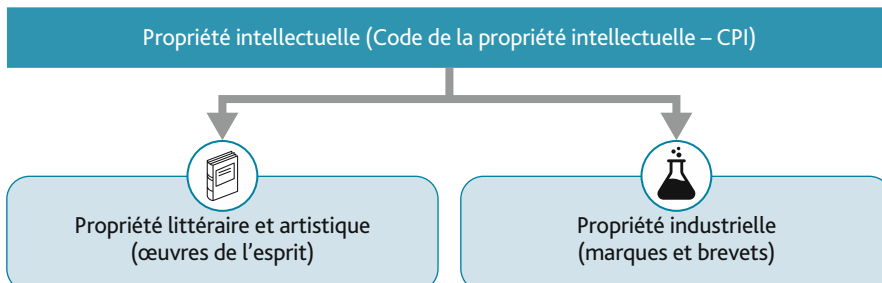 Propriété intellectuelle (Code de la propriété intellectuelle – CPI)
Propriété littéraire et artistique
(œuvres de l’esprit)
Propriété industrielle
(marques et brevets)